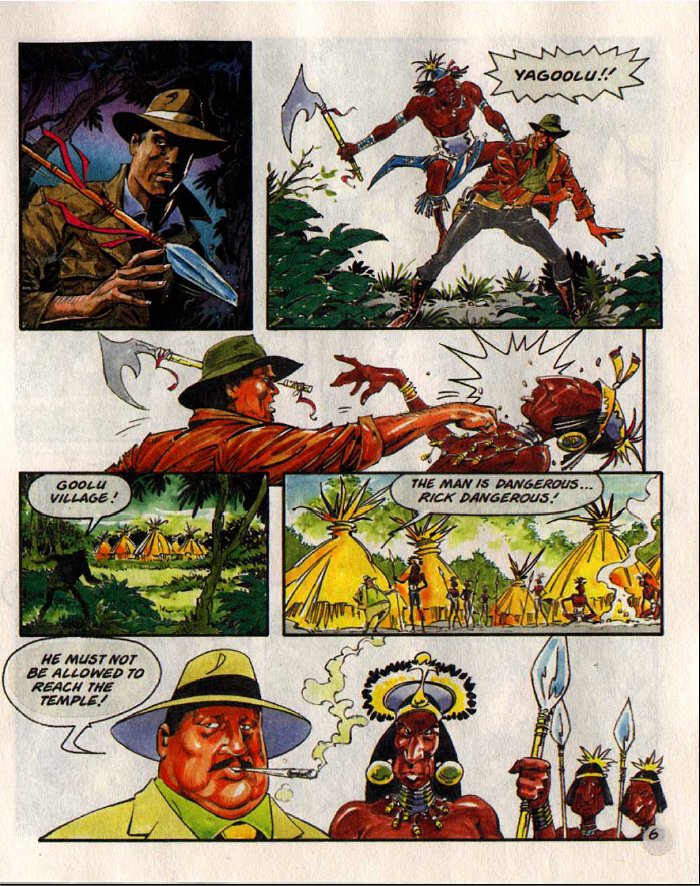 YAGOOLU!!
GOOLU
VILLAGE!
THE MAN IS DANGEROUS...
RICK DANGEROUS!
HE MUST NOT
BE ALLOWED TO
REACH THE
TEMPLE!
6